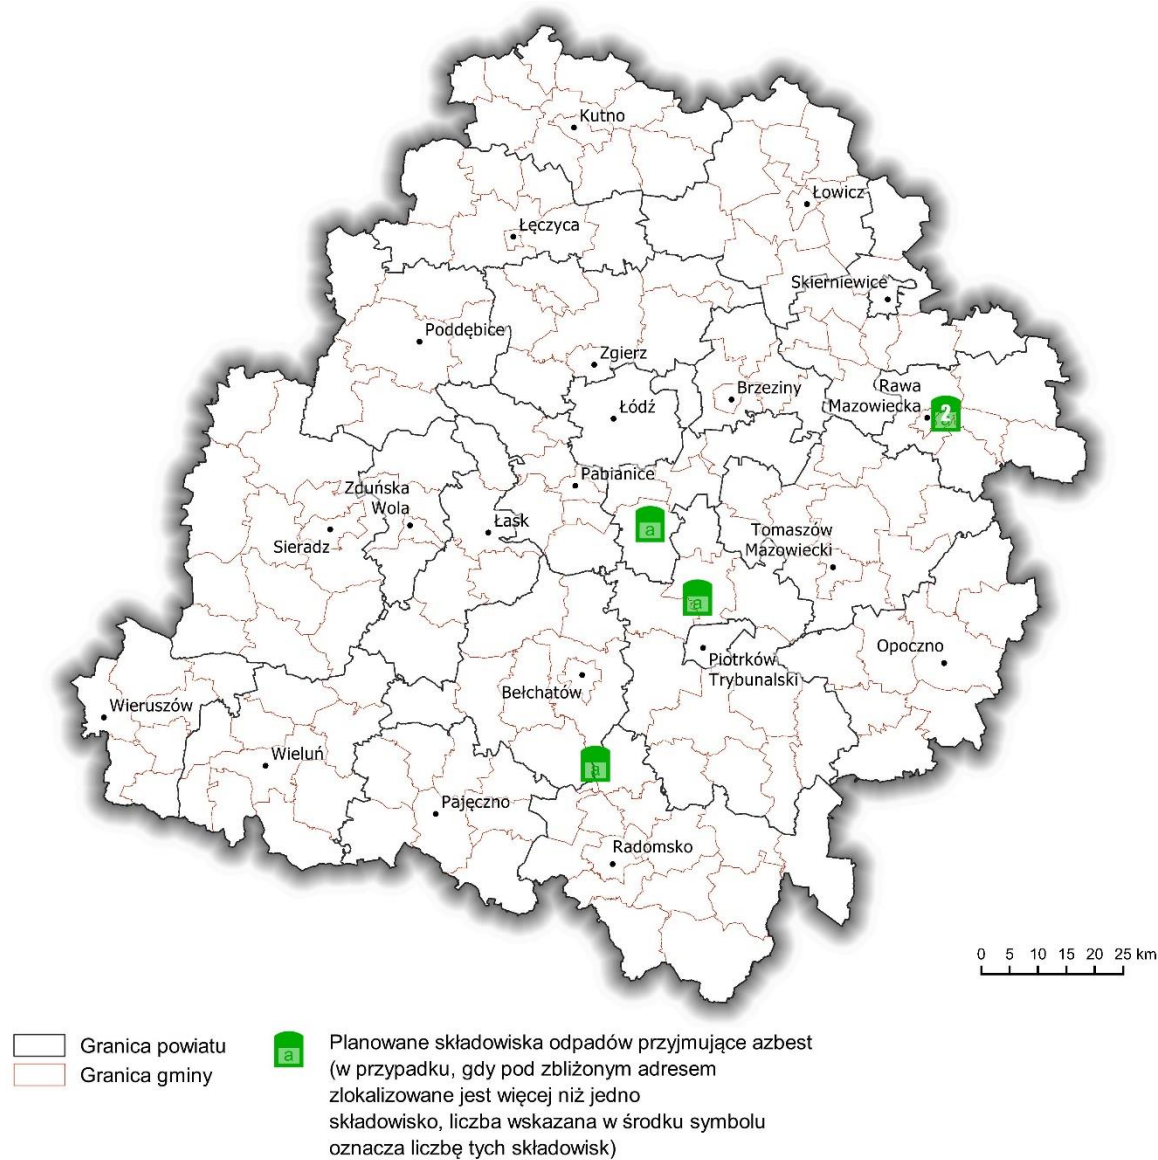 Kutno
Łowicz
Łęczyca
Skierniewice
Poddębice
Zgierz
Rawa
Mazowiecka
2
Brzeziny
Łódź
Pabianice
Zduńska
Wola
Łask
a
Tomaszów
Mazowiecki
Sieradz
a
Opoczno
Piotrków
Trybunalski
Bełchatów
Wieruszów
Wieluń
a
Pajęczno
Radomsko
0 5 10 15 20 25 km
Granica powiatu
Granica gminy
a
Planowane składowiska odpadów przyjmujące azbest
(w przypadku, gdy pod zbliżonym adresem
zlokalizowane jest więcej niż jedno
składowisko, liczba wskazana w środku symbolu
oznacza liczbę tych składowisk)